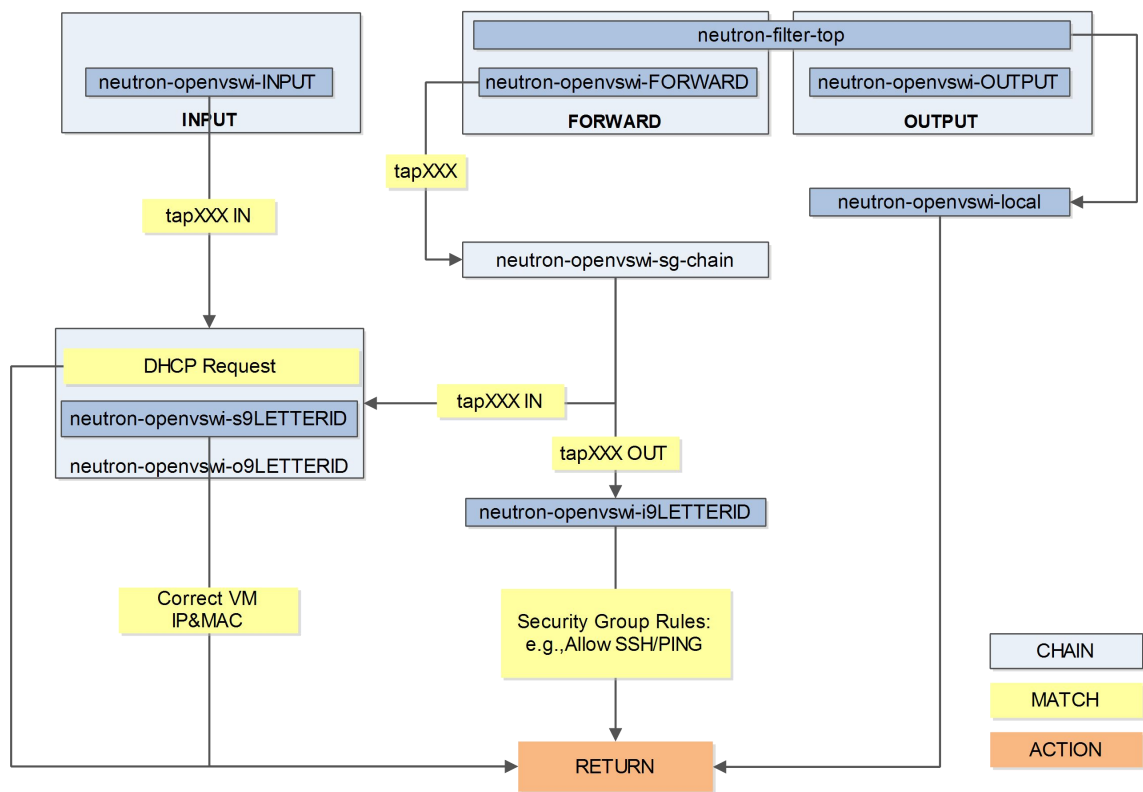 neutron-filter-top
neutron-openvswi-INPUT
neutron-openvswi-FORWARD
neutron-openvswi-OUTPUT
INPUT
FORWARD
OUTPUT
tapXXX
tapXXX IN
neutron-openvswi-local
neutron-openvswi-sg-chain
DHCP Request
tapXXX IN
neutron-openvswi-s9LETTERID
tapXXX OUT
neutron-openvswi-o9LETTERID
neutron-openvswi-i9LETTERID
Correct VM
IP&MAC
Security Group Rules:
e.g.,Allow SSH/PING
CHAIN
MATCH
ACTION
RETURN